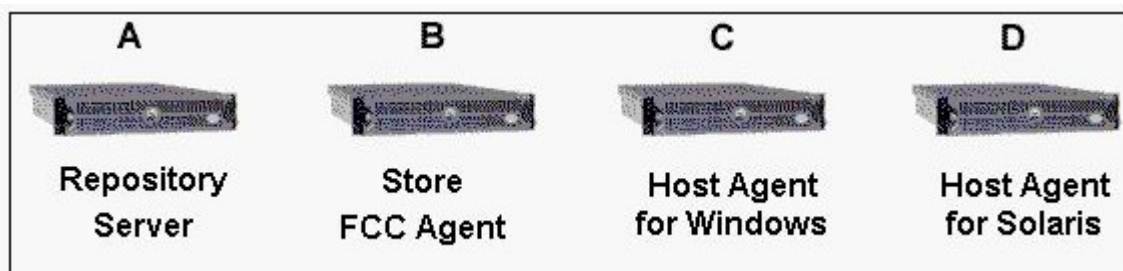 A
B
C
D
Repository
Server
Store
FCC Agent
Host Agent
for Windows
Host Agent
for Solaris